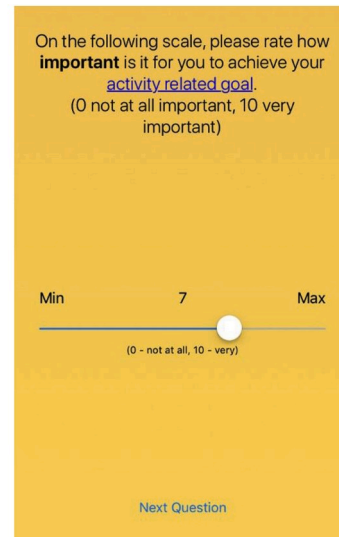 On the following scale, please rate how
important is it for you to achieve your
activity related goal.
(0 not at all important, 10 very
important)
Min 7 Max
(0 - not at all, 10 - very)
Next Question